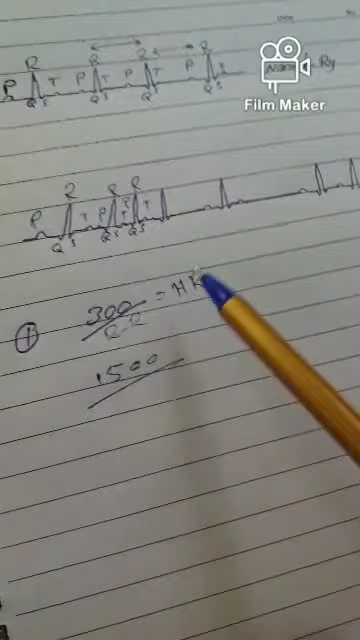 R R R R
P T P T P T P
Q S Q S Q Q S
Film Maker
R R R
P T P T
Q S Q S Q S
1 300 = HR
R-R
1500